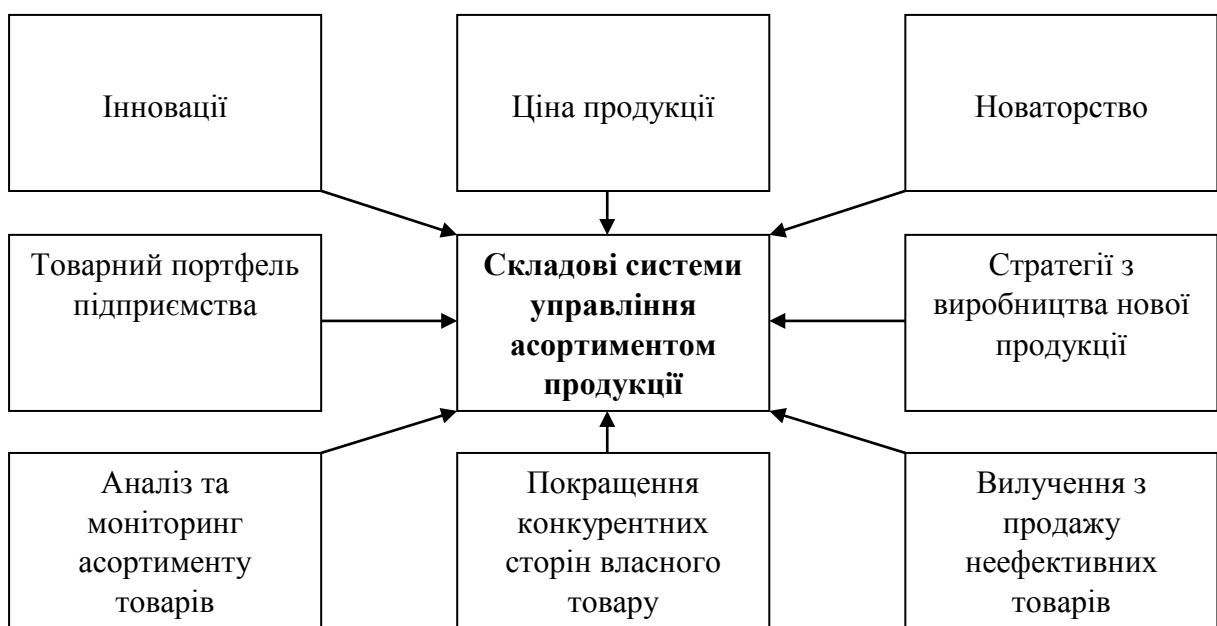 Інновації
Ціна продукції
Новаторство
Товарний портфель
підприємства
Складові системи
управління
асортиментом
продукції
Стратегії з
виробництва нової
продукції
Аналіз та
моніторинг
асортименту
товарів
Покращення
конкурентних
сторін власного
товару
Вилучення з
продажу
неефективних
товарів